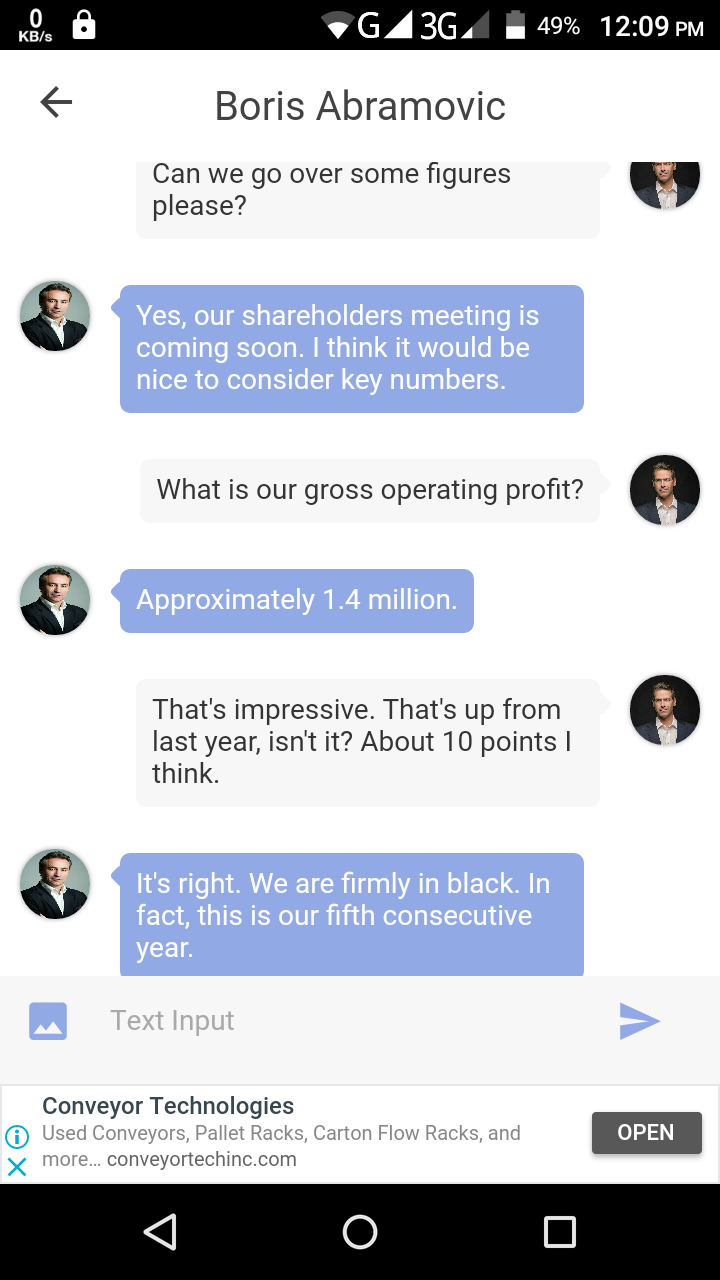 0
KB/s
G
3G
49%
12:09 PM
Boris Abramovic
Can we go over some figures
please?
Yes, our shareholders meeting is
coming soon. I think it would be
nice to consider key numbers.
What is our gross operating profit?
Approximately 1.4 million.
That's impressive. That's up from
last year, isn't it? About 10 points I
think.
It's right. We are firmly in black. In
fact, this is our fifth consecutive
year.
Text Input
Conveyor Technologies
Used Conveyors, Pallet Racks, Carton Flow Racks, and
more... conveyortechinc.com
OPEN